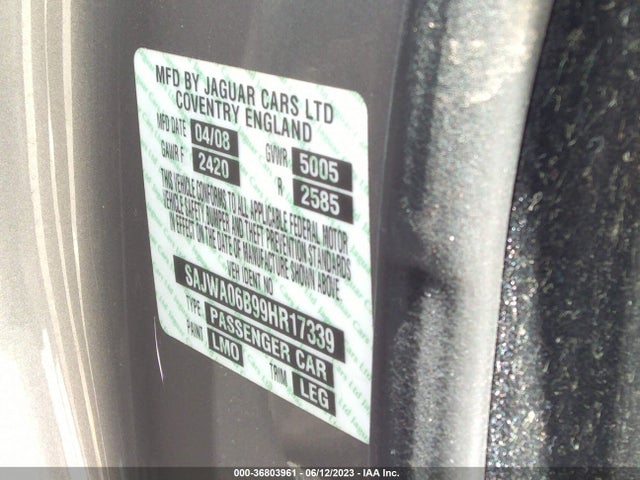 MFD BY JAGUAR CARS LTD
COVENTRY ENGLAND
MFD DATE 04/08 GVWR 5005
GAWR F 2420 R 2585
THIS VEHICLE CONFORMS TO ALL APPLICABLE FEDERAL MOTOR
VEHICLE SAFETY BUMPER AND THEFT PREVENTION STANDARDS
IN EFFECT ON THE DATE OF MANUFACTURE SHOWN ABOVE.
VEH IDENT NO
SAJWA06B99HR17339
TYPE PASSENGER CAR
PAINT LMO TRIM LEG
000-36803961 - 06/12/2023 - IAA Inc.